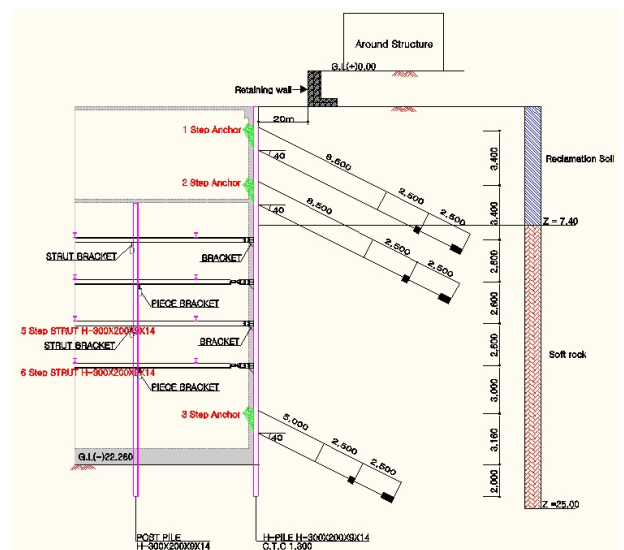 Around Structure
G.L(+)0.00
Retaining wall
20m
1 Step Anchor
40
8,500
2,500
2,500
3,400
Reclamation Soil
2 Step Anchor
40
8,500
2,500
2,500
3,400
Z = 7.40
STRUT BRACKET
BRACKET
2,800
PIECE BRACKET
2,600
5 Step STRUT H-300X200X9X14
STRUT BRACKET
BRACKET
2,600
Soft rock
6 Step STRUT H-300X200X9X14
PIECE BRACKET
3,000
3 Step Anchor
40
5,000
2,500
2,500
3,160
G.L(-)22.260
2,000
Z =25.00
POST PILE
H-300X200X9X14
H-PILE H-300X200X9X14
C.T.C 1.800